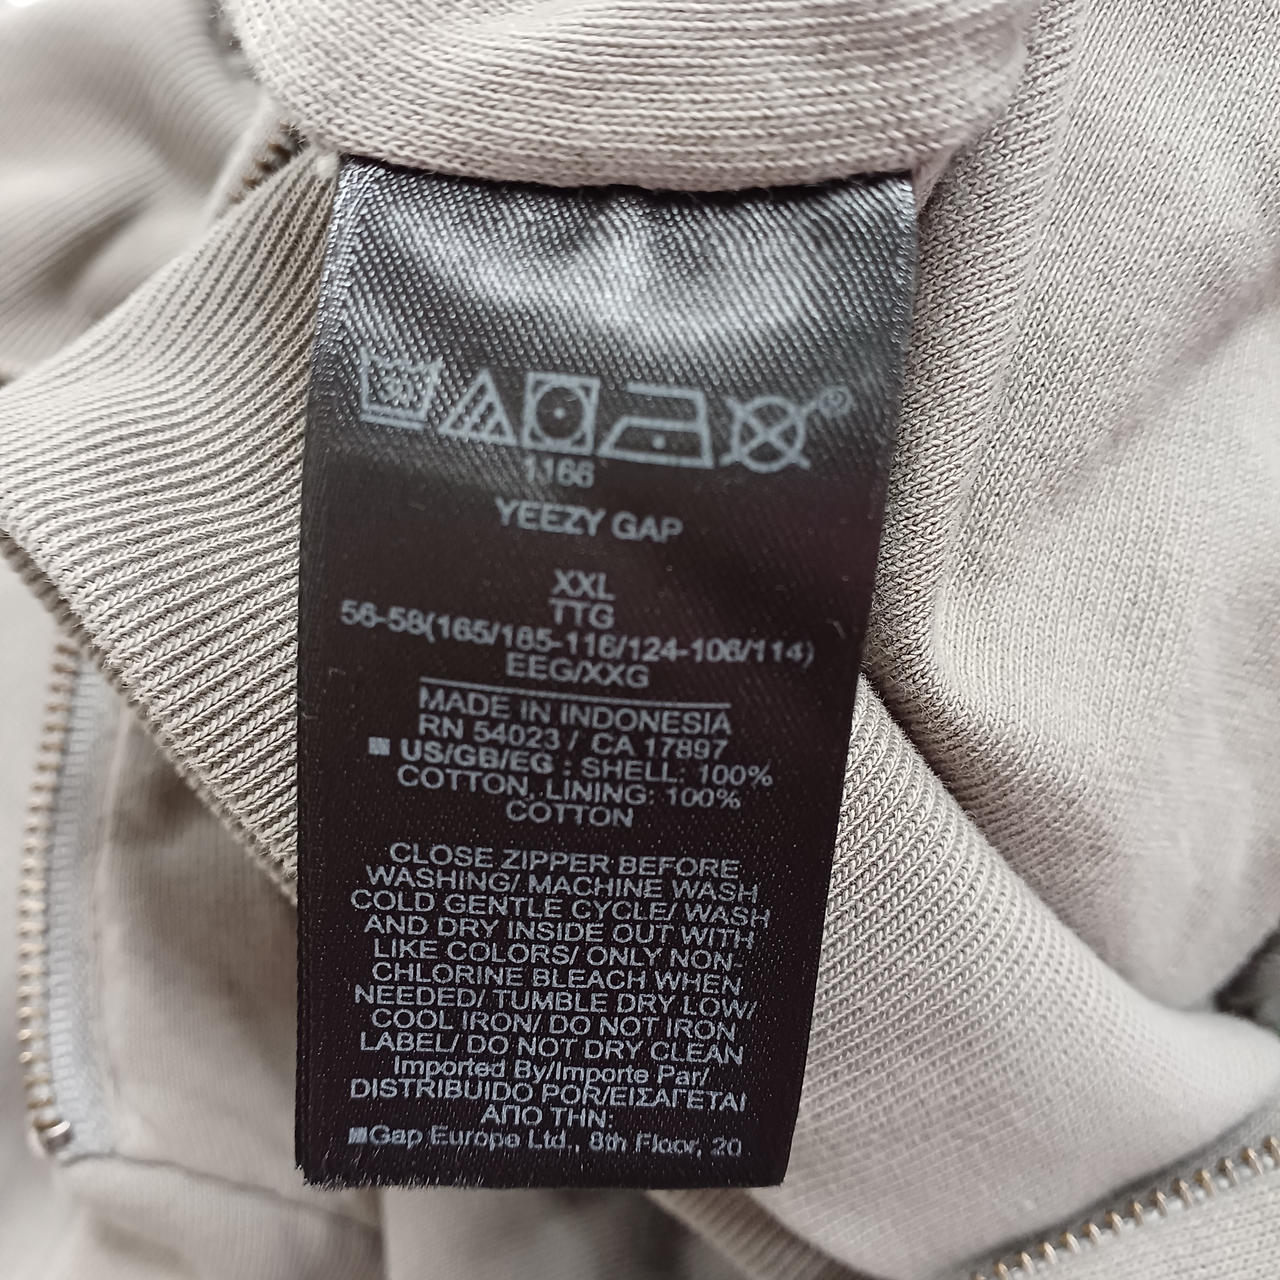 30
1166
YEEZY GAP
XXL
TTG
56-58(165/185-116/124-106/114)
EEG/XXG
MADE IN INDONESIA
RN 54023 / CA 17897
US/GB/EG : SHELL: 100%
COTTON, LINING: 100%
COTTON
CLOSE ZIPPER BEFORE
WASHING/ MACHINE WASH
COLD GENTLE CYCLE/ WASH
AND DRY INSIDE OUT WITH
LIKE COLORS/ ONLY NON-
CHLORINE BLEACH WHEN
NEEDED/ TUMBLE DRY LOW/
COOL IRON/ DO NOT IRON
LABEL/ DO NOT DRY CLEAN
Imported By/Importe Par/
DISTRIBUIDO POR/ΕΙΣΑΓΕΤΑΙ
ΑΠΟ ΤΗΝ:
Gap Europe Ltd., 8th Floor, 20